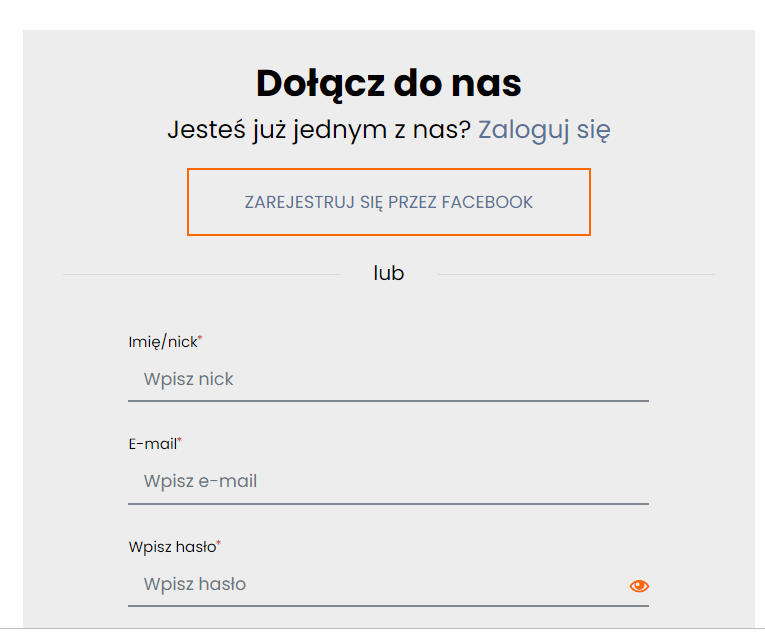 Dołącz do nas
Jesteś już jednym z nas? Zaloguj się
ZAREJESTRUJ SIĘ PRZEZ FACEBOOK
lub
Imię/nick*
Wpisz nick
E-mail*
Wpisz e-mail
Wpisz hasło*
Wpisz hasło